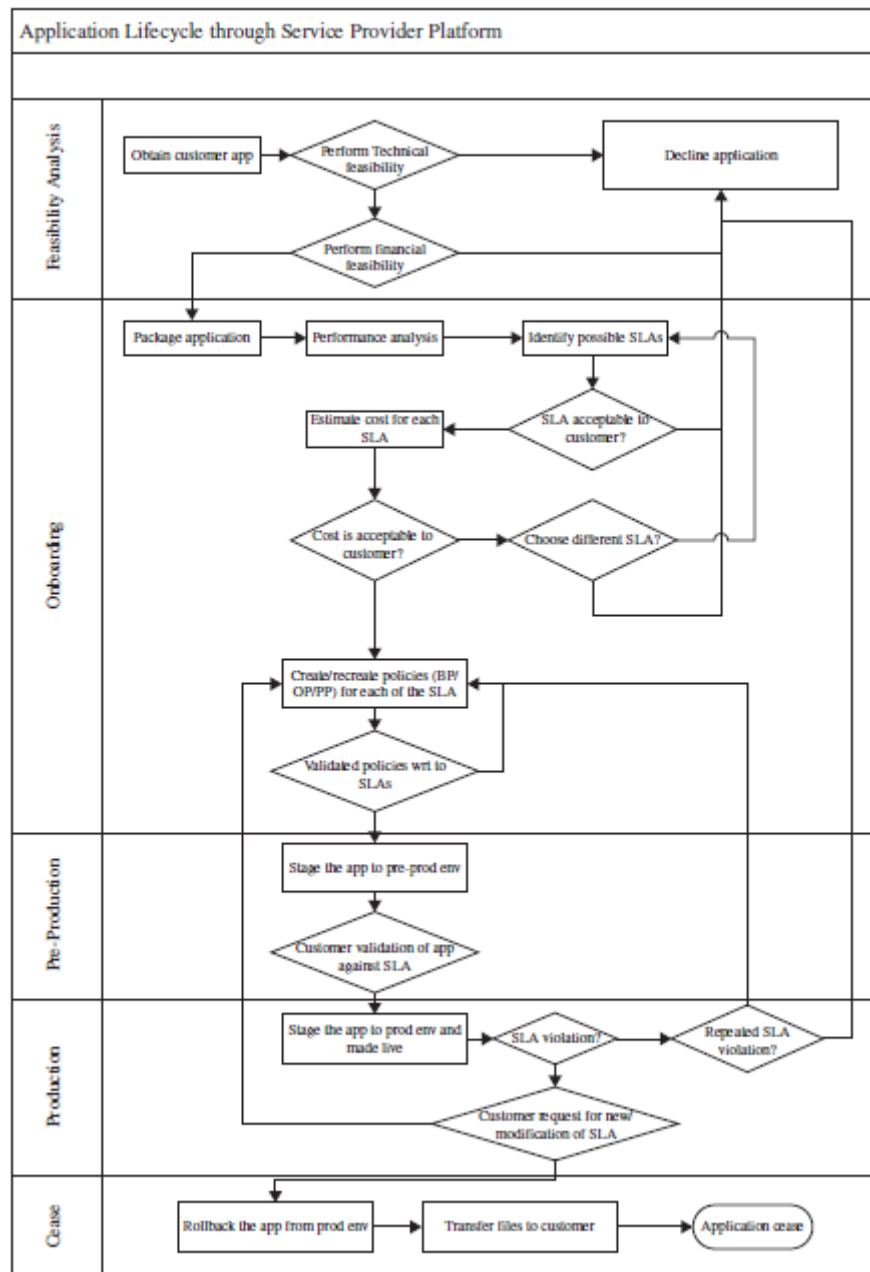 Application Lifecycle through Service Provider Platform
Feasibility Analysis
Obtain customer app
Perform Technical
feasibility
Decline application
Perform financial
feasibility
Onboarding
Package application
Performance analysis
Identify possible SLAs
Estimate cost for each
SLA
SLA acceptable to
customer?
Cost is acceptable to
customer?
Choose different SLA?
Create/recreate policies (BP/
OP/PP) for each of the SLA
Validated policies wrt to
SLAs
Pre-Production
Stage the app to pre-prod env
Customer validation of app
against SLA
Production
Stage the app to prod env and
made live
SLA violation?
Repeated SLA
violation?
Customer request for new/
modification of SLA
Cease
Rollback the app from prod env
Transfer files to customer
Application cease